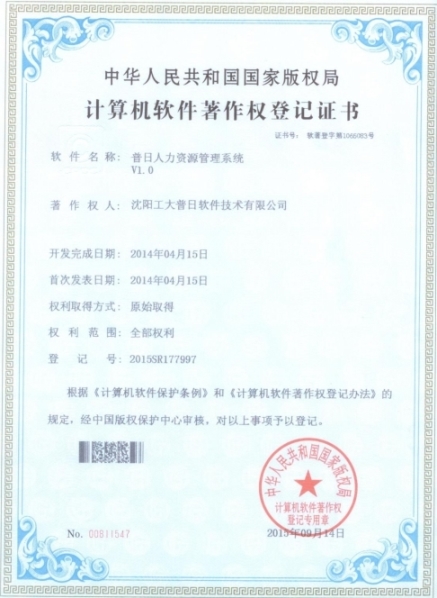 中华人民共和国国家版权局
计算机软件著作权登记证书
证书号： 软著登字第1065083号
软件名称： 普日人力资源管理系统
V1.0
著作权人： 沈阳工大普日软件技术有限公司
开发完成日期： 2014年04月15日
首次发表日期： 2014年04月15日
权利取得方式： 原始取得
权利范围： 全部权利
登记号： 2015SR177997
根据《计算机软件保护条例》和《计算机软件著作权登记办法》的
规定，经中国版权保护中心审核，对以上事项予以登记。
中华人民共和国国家版权局
计算机软件著作权
登记专用章
No. 00811547
2015年09月14日